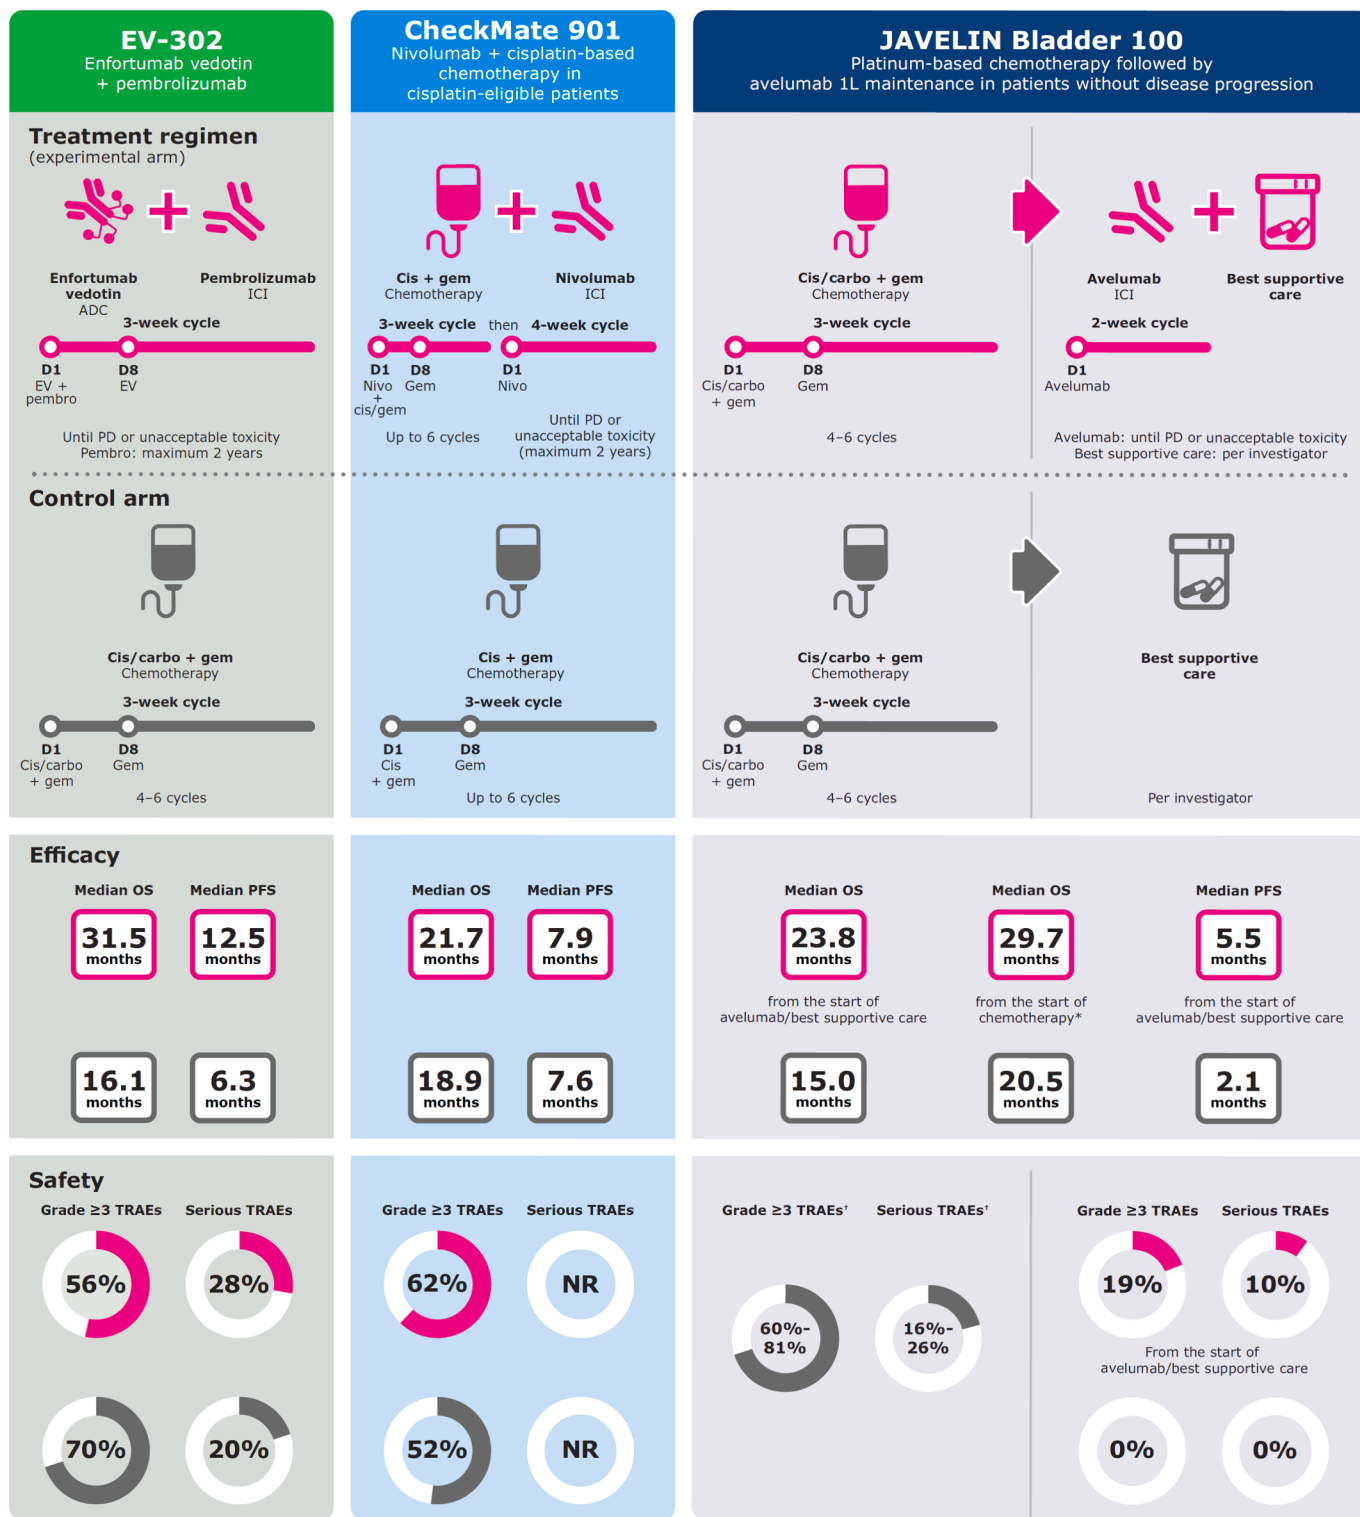 EV-302
Enfortumab vedotin
+ pembrolizumab
CheckMate 901
Nivolumab + cisplatin-based
chemotherapy in
cisplatin-eligible patients
JAVELIN Bladder 100
Platinum-based chemotherapy followed by
avelumab 1L maintenance in patients without disease progression
Treatment regimen
(experimental arm)
Enfortumab
vedotin
ADC
Pembrolizumab
ICI
3-week cycle
D1
EV +
pembro
D8
EV
Until PD or unacceptable toxicity
Pembro: maximum 2 years
Cis + gem
Chemotherapy
Nivolumab
ICI
3-week cycle then 4-week cycle
D1
Nivo
+
cis/gem
D8
Gem
D1
Nivo
Up to 6 cycles
Until PD or
unacceptable toxicity
(maximum 2 years)
Cis/carbo + gem
Chemotherapy
3-week cycle
D1
Cis/carbo
+ gem
D8
Gem
4–6 cycles
Avelumab
ICI
Best supportive
care
2-week cycle
D1
Avelumab
Avelumab: until PD or unacceptable toxicity
Best supportive care: per investigator
Control arm
Cis/carbo + gem
Chemotherapy
3-week cycle
D1
Cis/carbo
+ gem
D8
Gem
4–6 cycles
Cis + gem
Chemotherapy
3-week cycle
D1
Cis
+ gem
D8
Gem
Up to 6 cycles
Cis/carbo + gem
Chemotherapy
3-week cycle
D1
Cis/carbo
+ gem
D8
Gem
4–6 cycles
Best supportive
care
Per investigator
Efficacy
Median OS
Median PFS
31.5
months
12.5
months
16.1
months
6.3
months
Median OS
Median PFS
21.7
months
7.9
months
18.9
months
7.6
months
Median OS
Median OS
Median PFS
23.8
months
29.7
months
5.5
months
from the start of
avelumab/best supportive care
from the start of
chemotherapy*
from the start of
avelumab/best supportive care
15.0
months
20.5
months
2.1
months
Safety
Grade ≥3 TRAEs
Serious TRAEs
56%
28%
70%
20%
Grade ≥3 TRAEs
Serious TRAEs
62%
NR
52%
NR
Grade ≥3 TRAEs†
Serious TRAEs†
60%-
81%
16%-
26%
Grade ≥3 TRAEs
Serious TRAEs
19%
10%
From the start of
avelumab/best supportive care
0%
0%